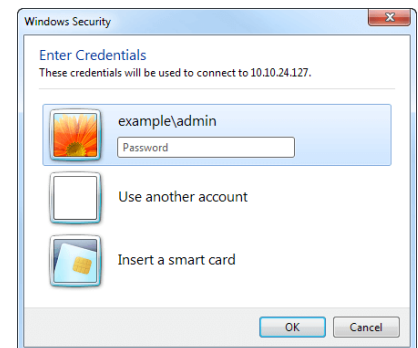 Windows Security
Enter Credentials
These credentials will be used to connect to 10.10.24.127.
example\admin
Password
Use another account
Insert a smart card
OK Cancel